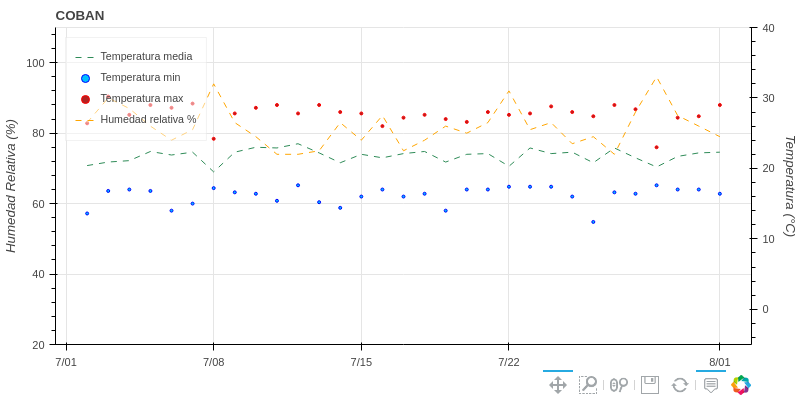 COBAN
Temperatura media
Temperatura min
Temperatura max
Humedad relativa %
Humedad Relativa (%)
100
80
60
40
20
40
30
20
10
0
Temperatura (°C)
7/01
7/08
7/15
7/22
8/01